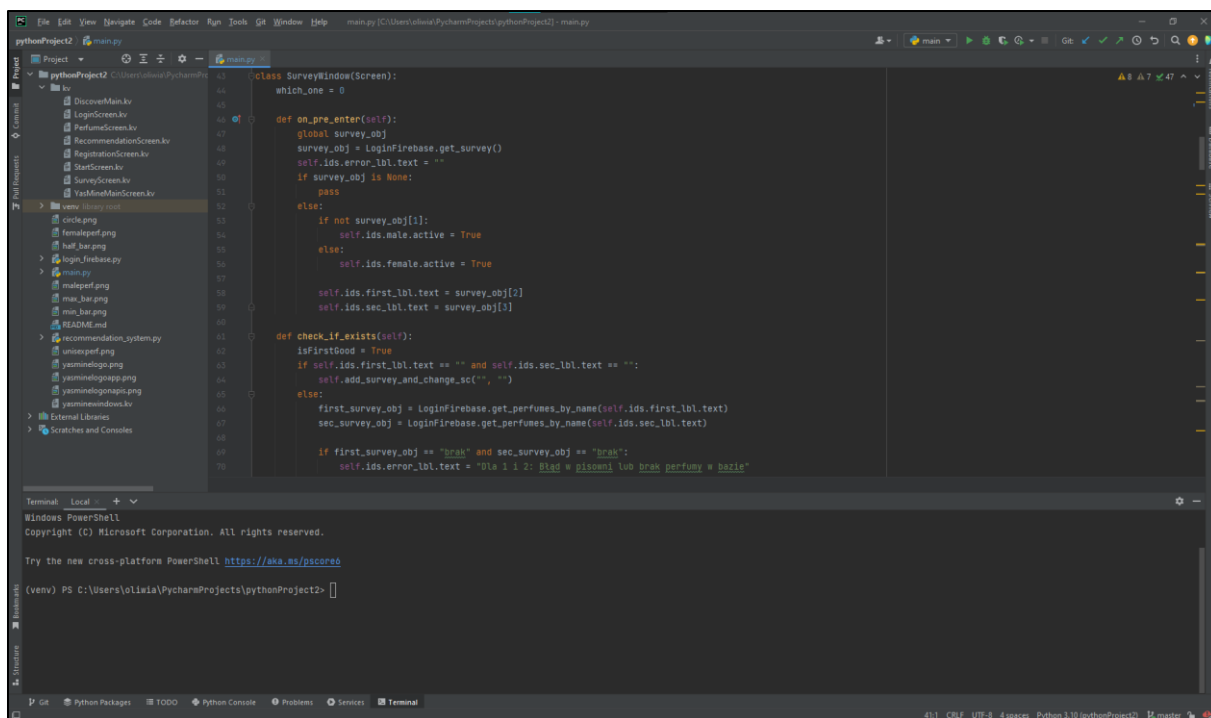 File Edit View Navigate Code Refactor Run Tools Git Window Help main.py [C:\Users\oliwia\PycharmProjects\pythonProject2] - main.py
pythonProject2 main.py main Git:
Project main.py
pythonProject2 C:\Users\oliwia\PycharmPro
kv
DiscoverMain.kv
LoginScreen.kv
PerfumeScreen.kv
RecommendationScreen.kv
RegistrationScreen.kv
StartScreen.kv
SurveyScreen.kv
YasMineMainScreen.kv
venv library root
circle.png
femaleperf.png
half_bar.png
login_firebase.py
main.py
maleperf.png
max_bar.png
min_bar.png
README.md
recommendation_system.py
unisexperf.png
yasminelogo.png
yasminelogoapp.png
yasminelogonapis.png
yasminewindows.kv
External Libraries
Scratches and Consoles
Project
Commit
Pull Requests
8 7 47
43 class SurveyWindow(Screen):
44 which_one = 0
45
46 def on_pre_enter(self):
47 global survey_obj
48 survey_obj = LoginFirebase.get_survey()
49 self.ids.error_lbl.text = ""
50 if survey_obj is None:
51 pass
52 else:
53 if not survey_obj[1]:
54 self.ids.male.active = True
55 else:
56 self.ids.female.active = True
57
58 self.ids.first_lbl.text = survey_obj[2]
59 self.ids.sec_lbl.text = survey_obj[3]
60
61 def check_if_exists(self):
62 isFirstGood = True
63 if self.ids.first_lbl.text == "" and self.ids.sec_lbl.text == "":
64 self.add_survey_and_change_sc("", "")
65 else:
66 first_survey_obj = LoginFirebase.get_perfumes_by_name(self.ids.first_lbl.text)
67 sec_survey_obj = LoginFirebase.get_perfumes_by_name(self.ids.sec_lbl.text)
68
69 if first_survey_obj == "brak" and sec_survey_obj == "brak":
70 self.ids.error_lbl.text = "Dla 1 i 2: Błąd w pisowni lub brak perfumy w bazie"
Terminal: Local
Windows PowerShell
Copyright (C) Microsoft Corporation. All rights reserved.
Try the new cross-platform PowerShell https://aka.ms/pscore6
(venv) PS C:\Users\oliwia\PycharmProjects\pythonProject2>
Bookmarks
Structure
Git Python Packages TODO Python Console Problems Services Terminal
41:1 CRLF UTF-8 4 spaces Python 3.10 (pythonProject2) master